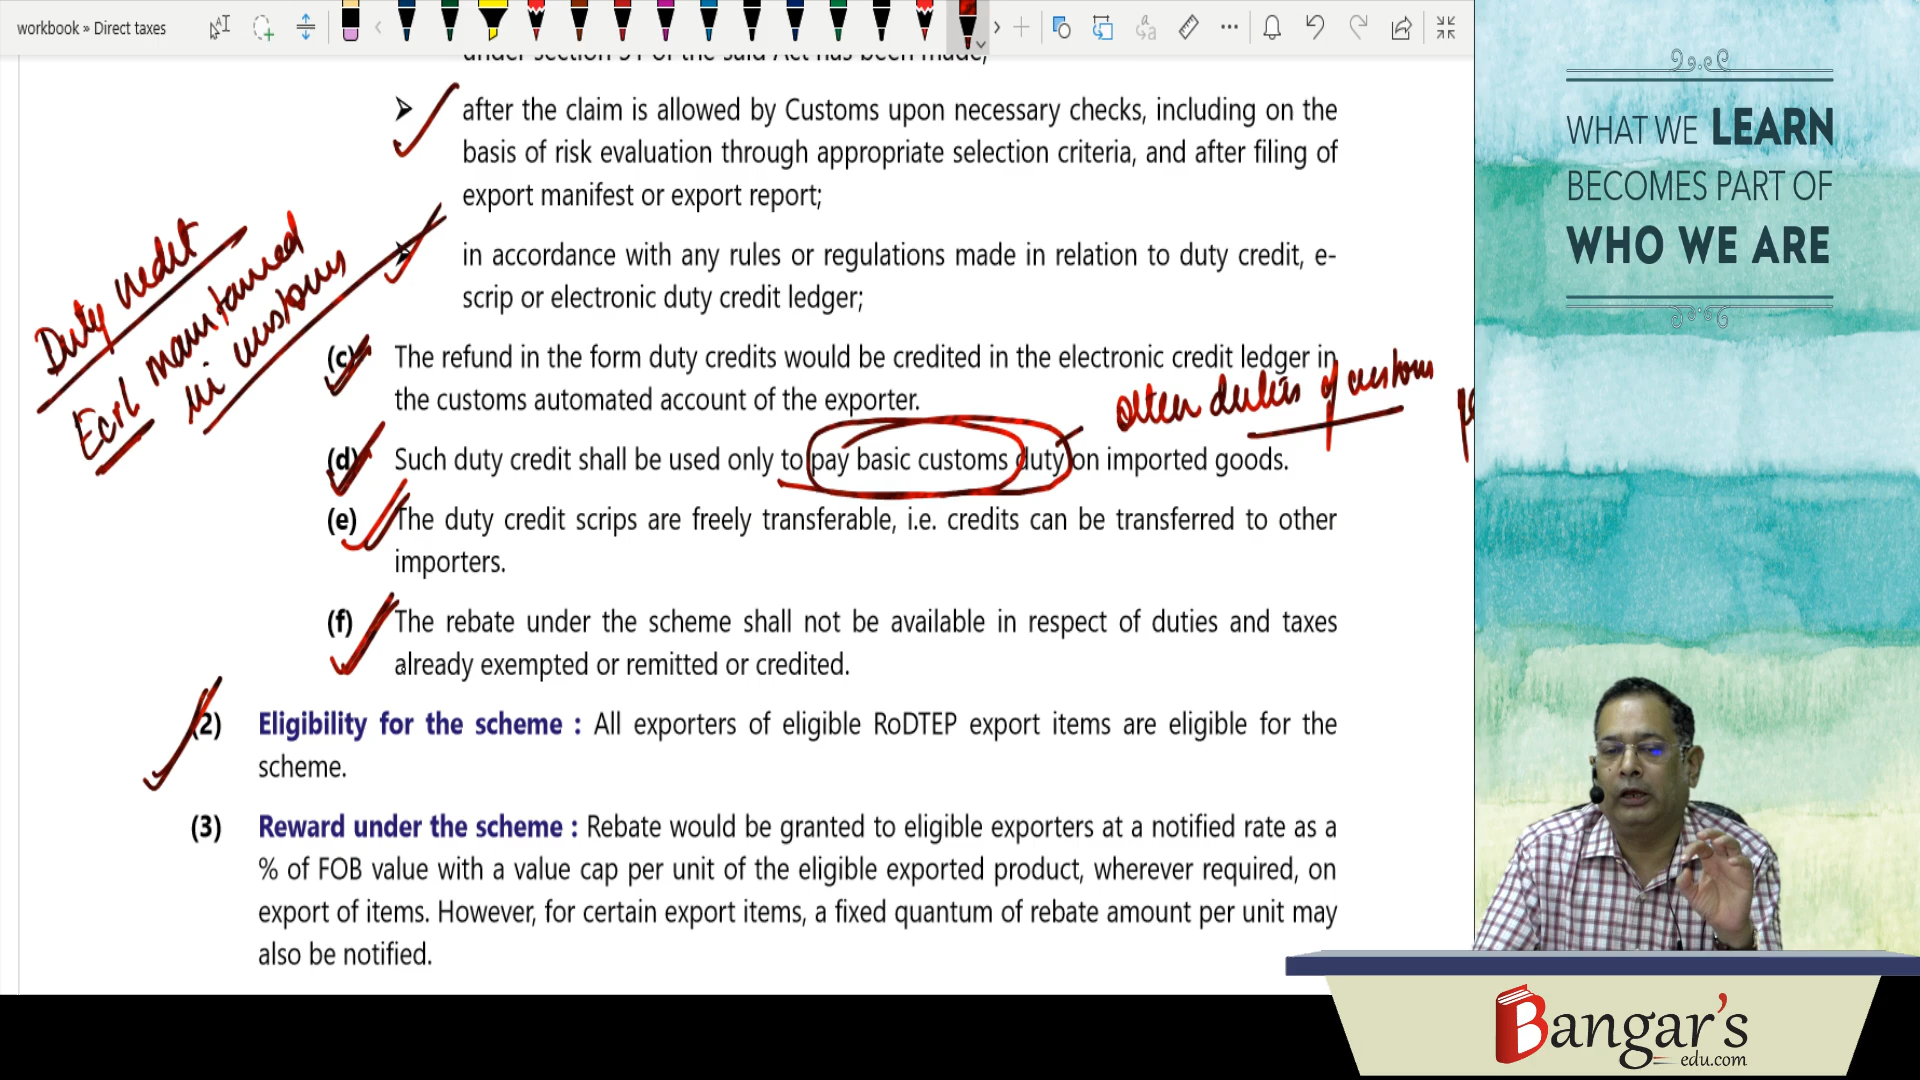 workbook » Direct taxes
➤ after the claim is allowed by Customs upon necessary checks, including on the
basis of risk evaluation through appropriate selection criteria, and after filing of
export manifest or export report;
➤ in accordance with any rules or regulations made in relation to duty credit, e-
scrip or electronic duty credit ledger;
Duty credit
Ecrl maintained
in customs
(c) The refund in the form duty credits would be credited in the electronic credit ledger in
the customs automated account of the exporter.
other duties of custom
(d) Such duty credit shall be used only to pay basic customs duty on imported goods.
(e) The duty credit scrips are freely transferable, i.e. credits can be transferred to other
importers.
(f) The rebate under the scheme shall not be available in respect of duties and taxes
already exempted or remitted or credited.
(2) Eligibility for the scheme : All exporters of eligible RoDTEP export items are eligible for the
scheme.
(3) Reward under the scheme : Rebate would be granted to eligible exporters at a notified rate as a
% of FOB value with a value cap per unit of the eligible exported product, wherever required, on
export of items. However, for certain export items, a fixed quantum of rebate amount per unit may
also be notified.
WHAT WE LEARN
BECOMES PART OF
WHO WE ARE
Bangar's
edu.com